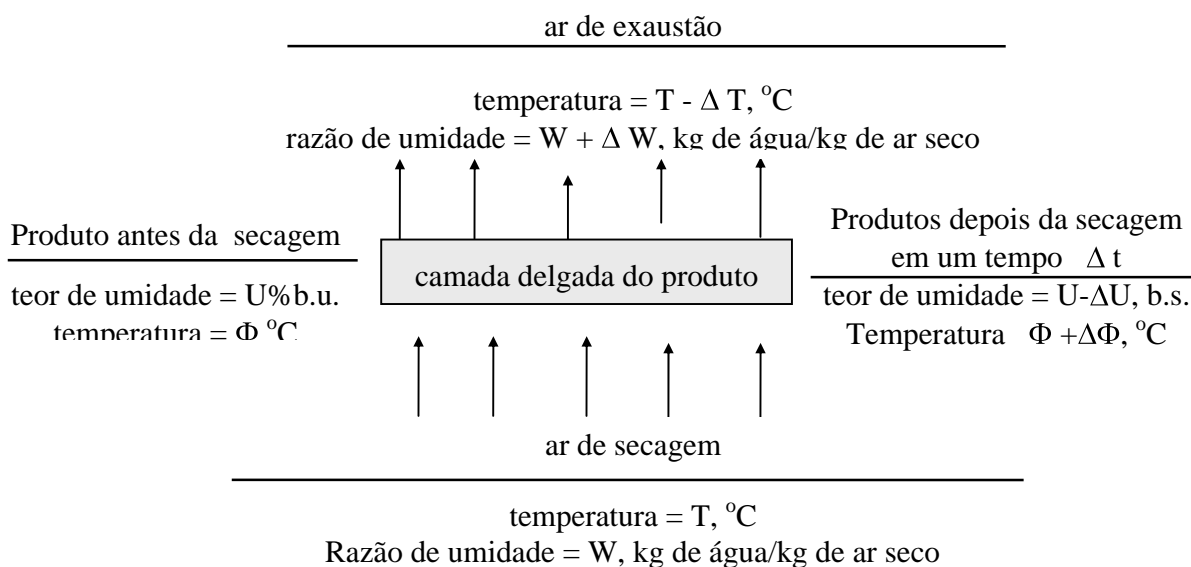 ar de exaustão
temperatura = T - Δ T, °C
razão de umidade = W + Δ W, kg de água/kg de ar seco
Produto antes da secagem
teor de umidade = U% b.u.
temperatura = Φ °C
camada delgada do produto
Produtos depois da secagem
em um tempo Δ t
teor de umidade = U-ΔU, b.s.
Temperatura Φ +ΔΦ, °C
ar de secagem
temperatura = T, °C
Razão de umidade = W, kg de água/kg de ar seco